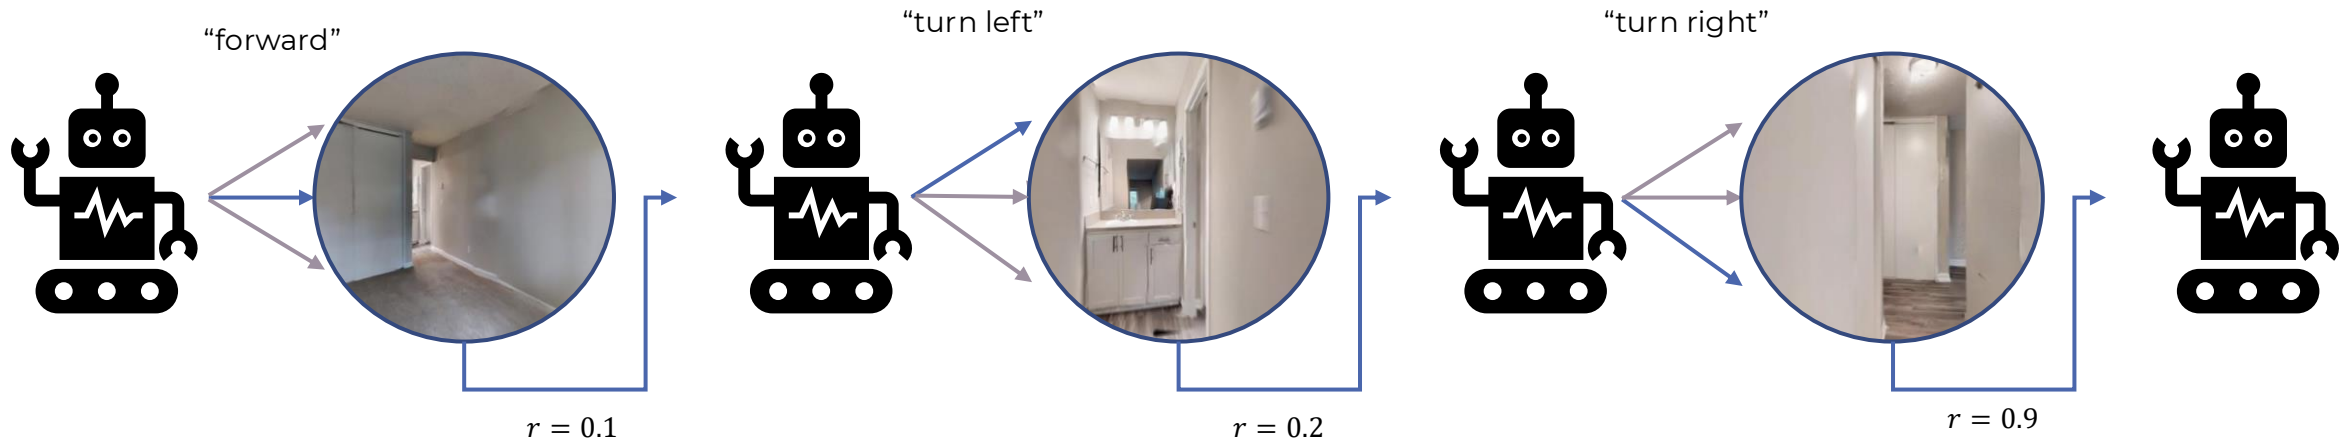 “forward”
“turn left”
“turn right”
r = 0.1
r = 0.2
r = 0.9